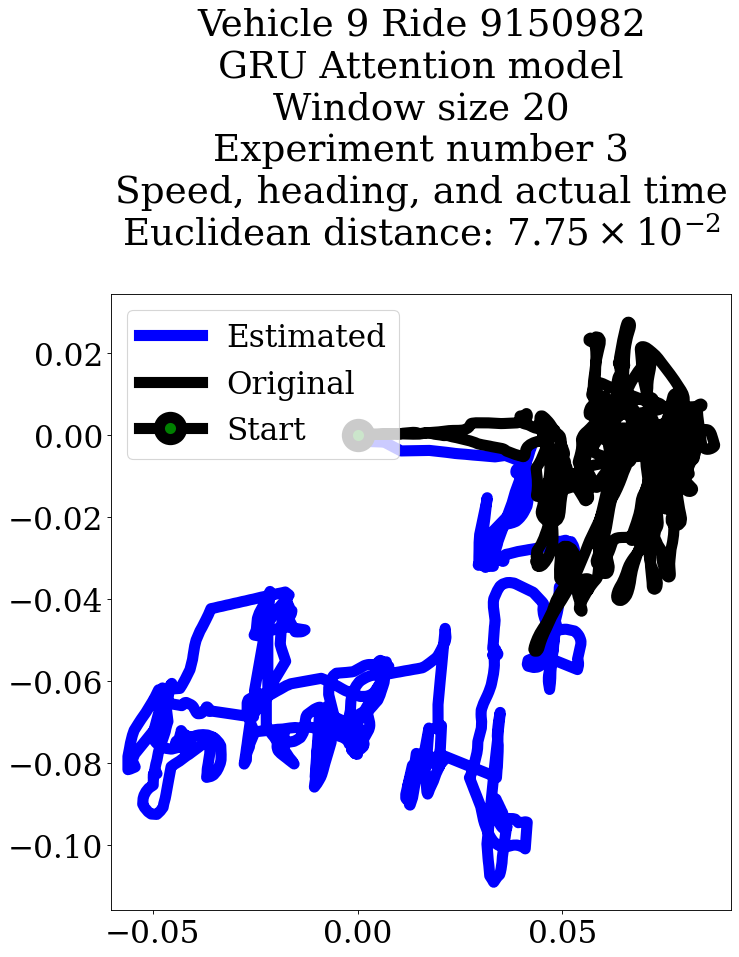 Vehicle 9 Ride 9150982
GRU Attention model
Window size 20
Experiment number 3
Speed, heading, and actual time
Euclidean distance: 7.75 × 10⁻²
Estimated
Original
Start
0.02
0.00
−0.02
−0.04
−0.06
−0.08
−0.10
−0.05
0.00
0.05